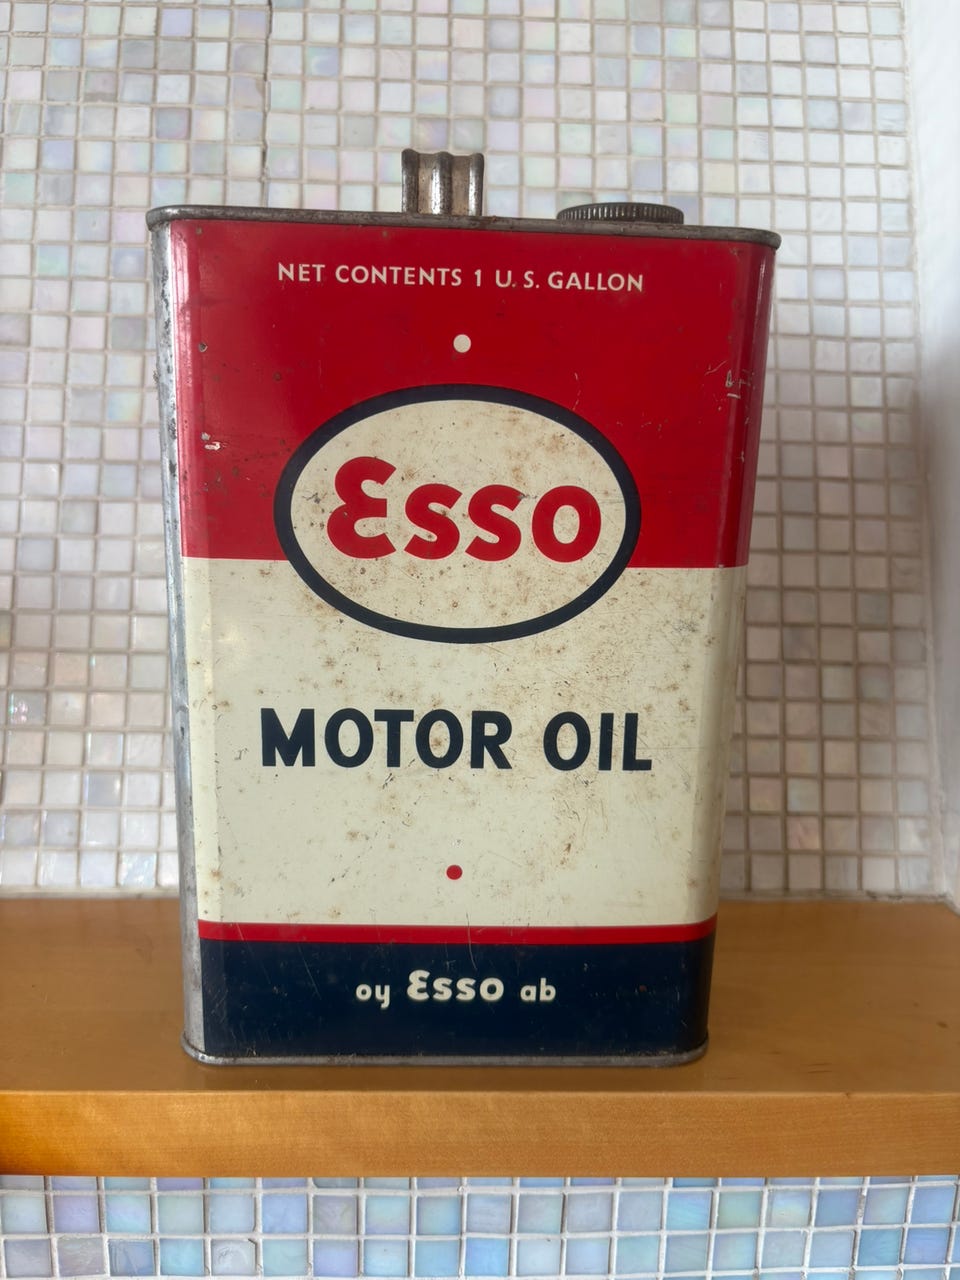 NET CONTENTS 1 U.S. GALLON
Esso
MOTOR OIL
oy Esso ab